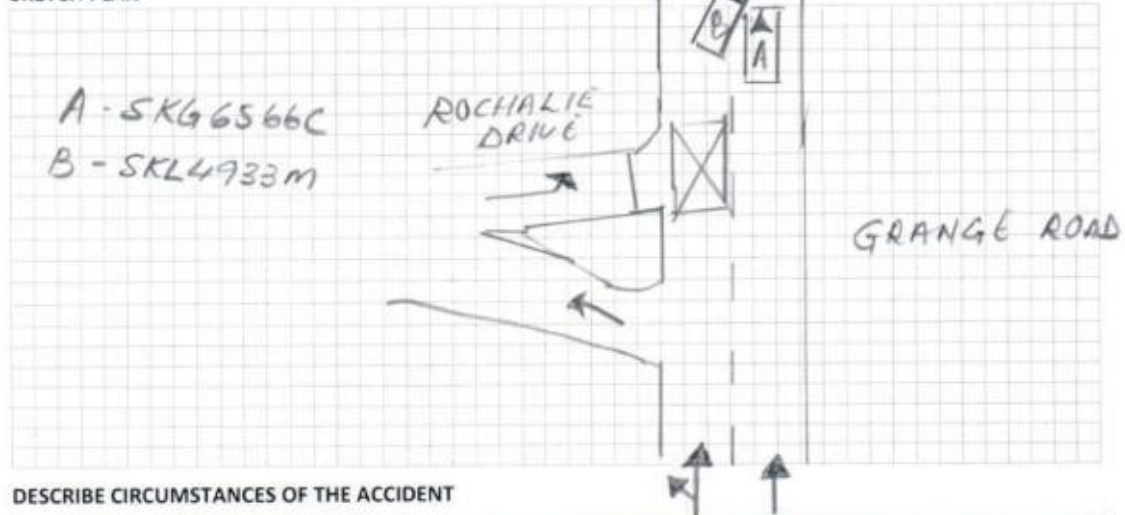 A - SKG6566C
B - SKL4933M
ROCHALIE
DRIVE
B
A
GRANGE ROAD
DESCRIBE CIRCUMSTANCES OF THE ACCIDENT